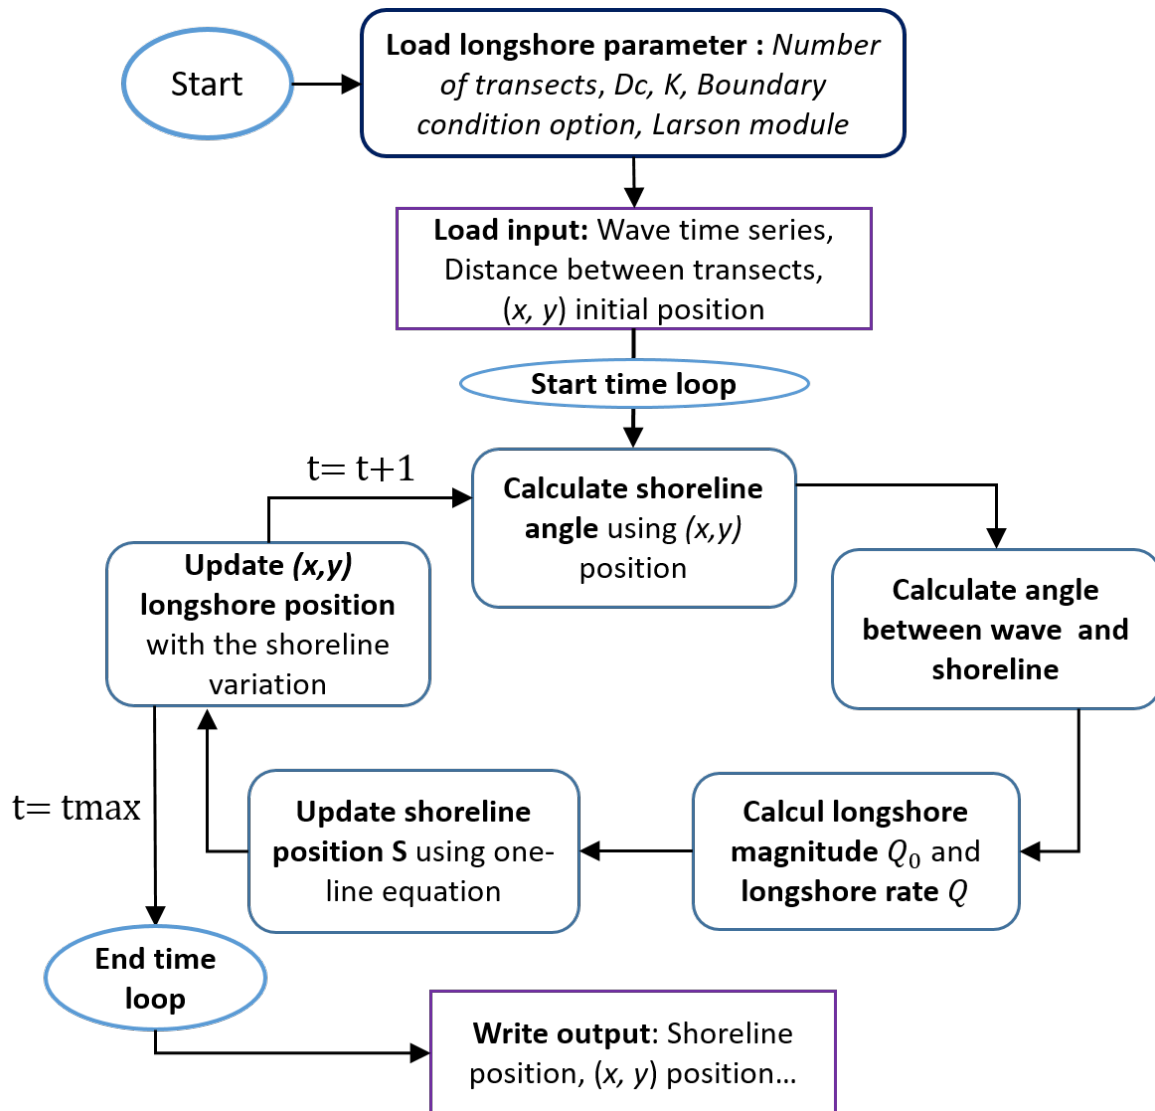 Start
Load longshore parameter : Number
of transects, Dc, K, Boundary
condition option, Larson module
Load input: Wave time series,
Distance between transects,
(x, y) initial position
Start time loop
t= t+1
Calculate shoreline
angle using (x,y)
position
Calculate angle
between wave and
shoreline
Calcul longshore
magnitude Q₀ and
longshore rate Q
Update shoreline
position S using one-
line equation
Update (x,y)
longshore position
with the shoreline
variation
t= tmax
End time
loop
Write output: Shoreline
position, (x, y) position...